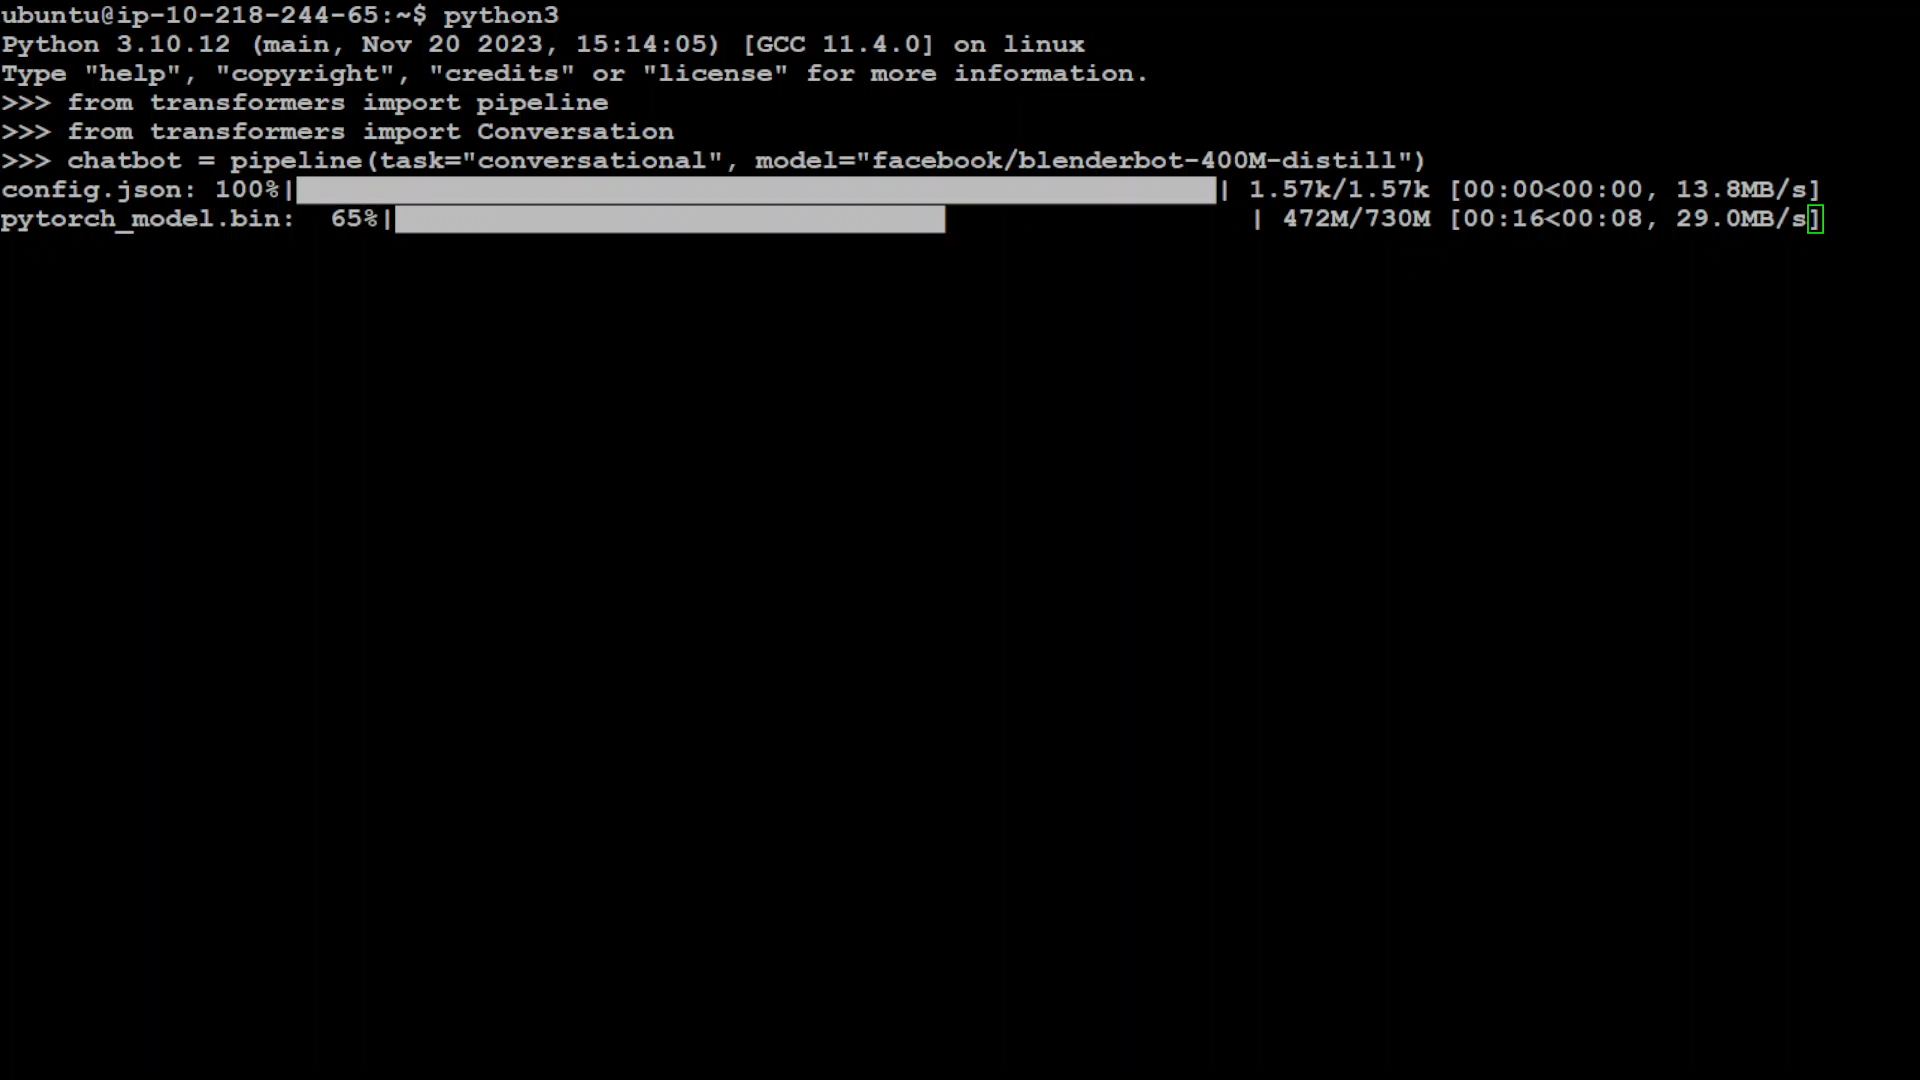 ubuntu@ip-10-218-244-65:~$ python3
Python 3.10.12 (main, Nov 20 2023, 15:14:05) [GCC 11.4.0] on linux
Type "help", "copyright", "credits" or "license" for more information.
>>> from transformers import pipeline
>>> from transformers import Conversation
>>> chatbot = pipeline(task="conversational", model="facebook/blenderbot-400M-distill")
config.json: 100%| | 1.57k/1.57k [00:00<00:00, 13.8MB/s]
pytorch_model.bin:  65%| | 472M/730M [00:16<00:08, 29.0MB/s]